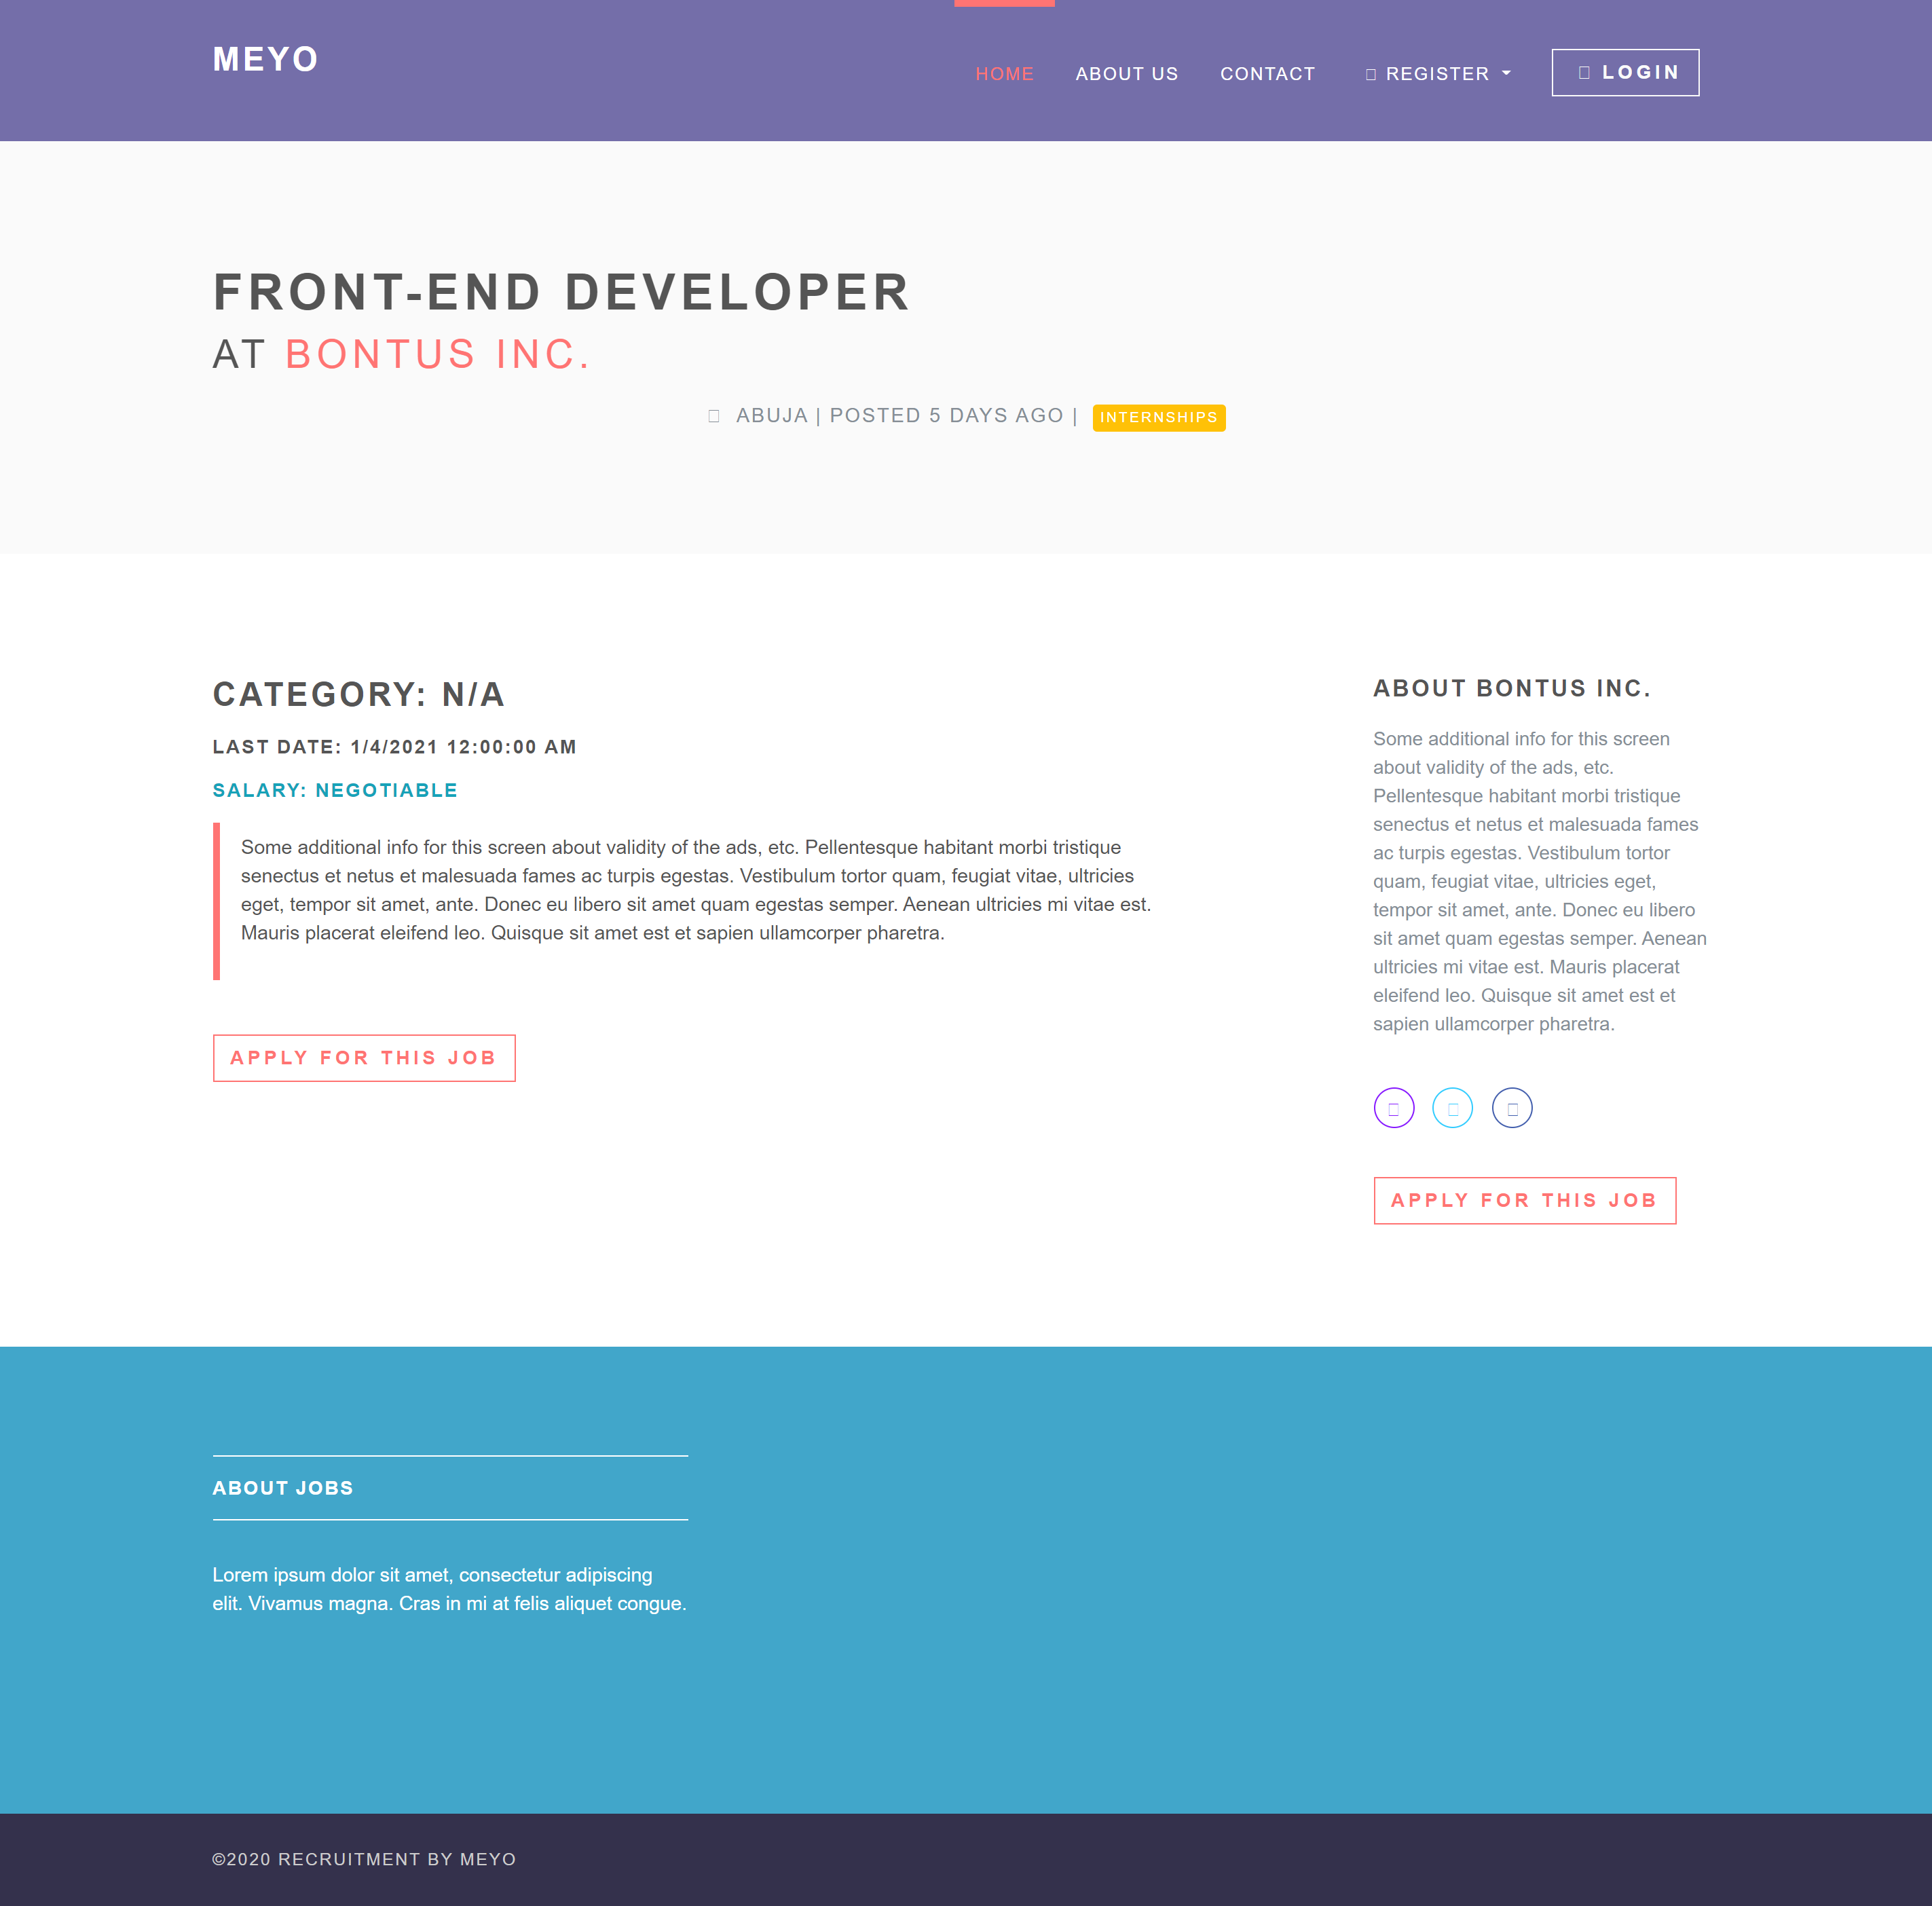 MEYO
HOME ABOUT US CONTACT REGISTER LOGIN
FRONT-END DEVELOPER
AT BONTUS INC.
ABUJA | POSTED 5 DAYS AGO | INTERNSHIPS
CATEGORY: N/A
LAST DATE: 1/4/2021 12:00:00 AM
SALARY: NEGOTIABLE
Some additional info for this screen about validity of the ads, etc. Pellentesque habitant morbi tristique
senectus et netus et malesuada fames ac turpis egestas. Vestibulum tortor quam, feugiat vitae, ultricies
eget, tempor sit amet, ante. Donec eu libero sit amet quam egestas semper. Aenean ultricies mi vitae est.
Mauris placerat eleifend leo. Quisque sit amet est et sapien ullamcorper pharetra.
APPLY FOR THIS JOB
ABOUT BONTUS INC.
Some additional info for this screen
about validity of the ads, etc.
Pellentesque habitant morbi tristique
senectus et netus et malesuada fames
ac turpis egestas. Vestibulum tortor
quam, feugiat vitae, ultricies eget,
tempor sit amet, ante. Donec eu libero
sit amet quam egestas semper. Aenean
ultricies mi vitae est. Mauris placerat
eleifend leo. Quisque sit amet est et
sapien ullamcorper pharetra.
APPLY FOR THIS JOB
ABOUT JOBS
Lorem ipsum dolor sit amet, consectetur adipiscing
elit. Vivamus magna. Cras in mi at felis aliquet congue.
©2020 RECRUITMENT BY MEYO